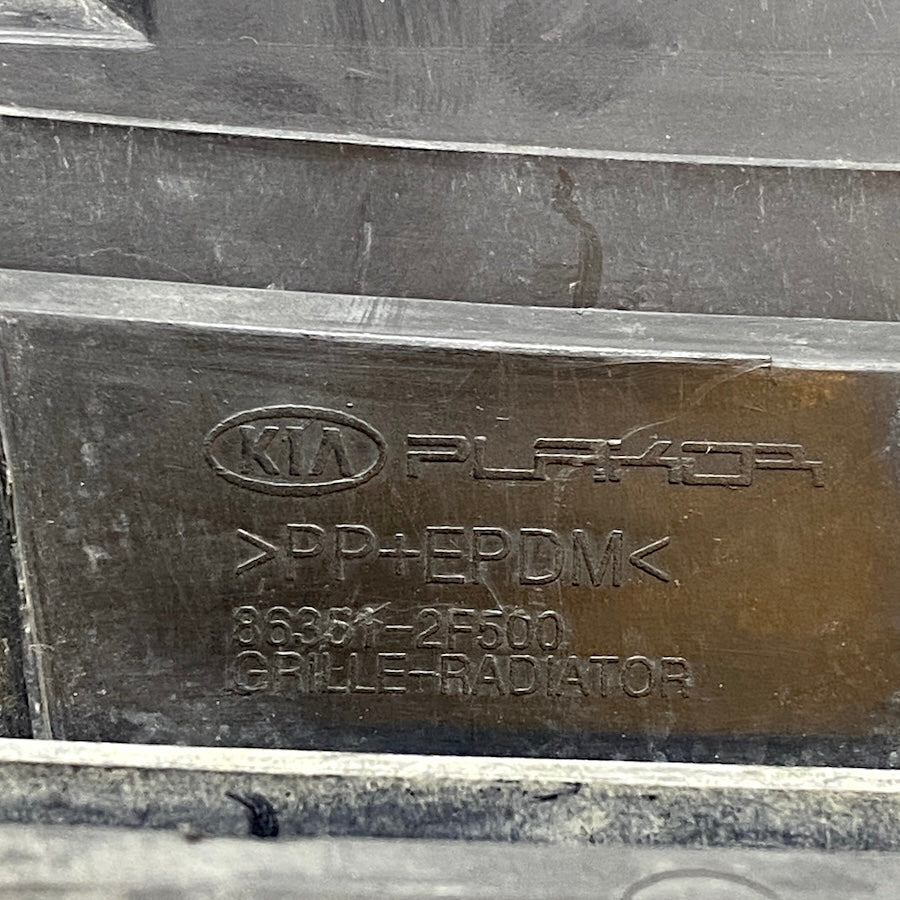 KIA PLAKOR
>PP+EPDM<
86351-2F500
GRILLE-RADIATOR